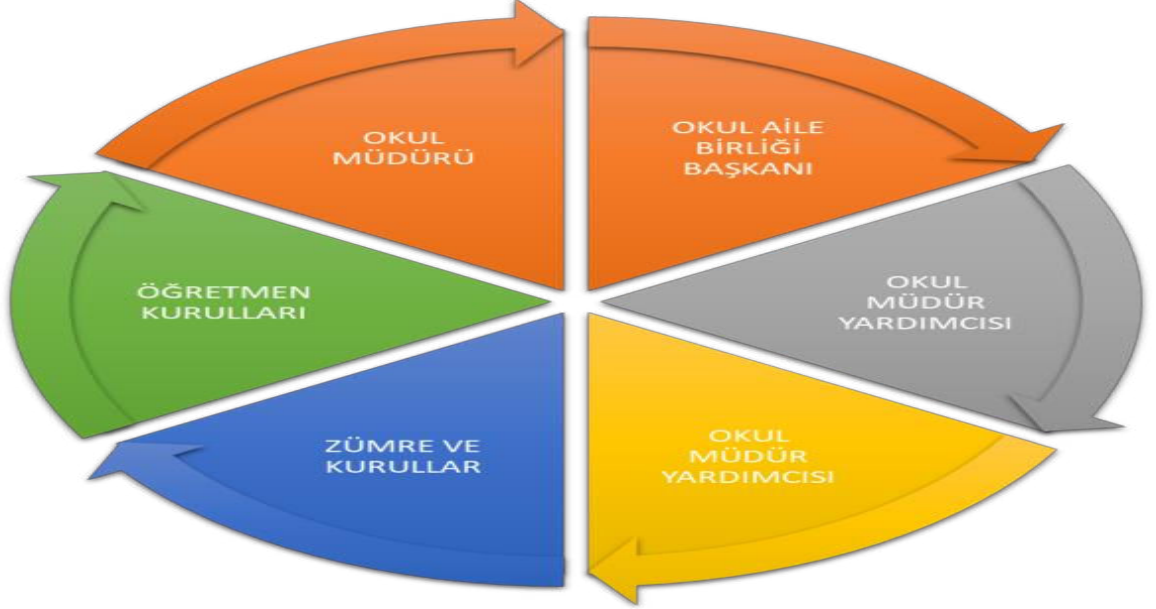 OKUL
MÜDÜRÜ
OKUL AİLE
BİRLİĞİ
BAŞKANI
OKUL
MÜDÜR
YARDIMCISI
OKUL
MÜDÜR
YARDIMCISI
ZÜMRE VE
KURULLAR
ÖĞRETMEN
KURULLARI